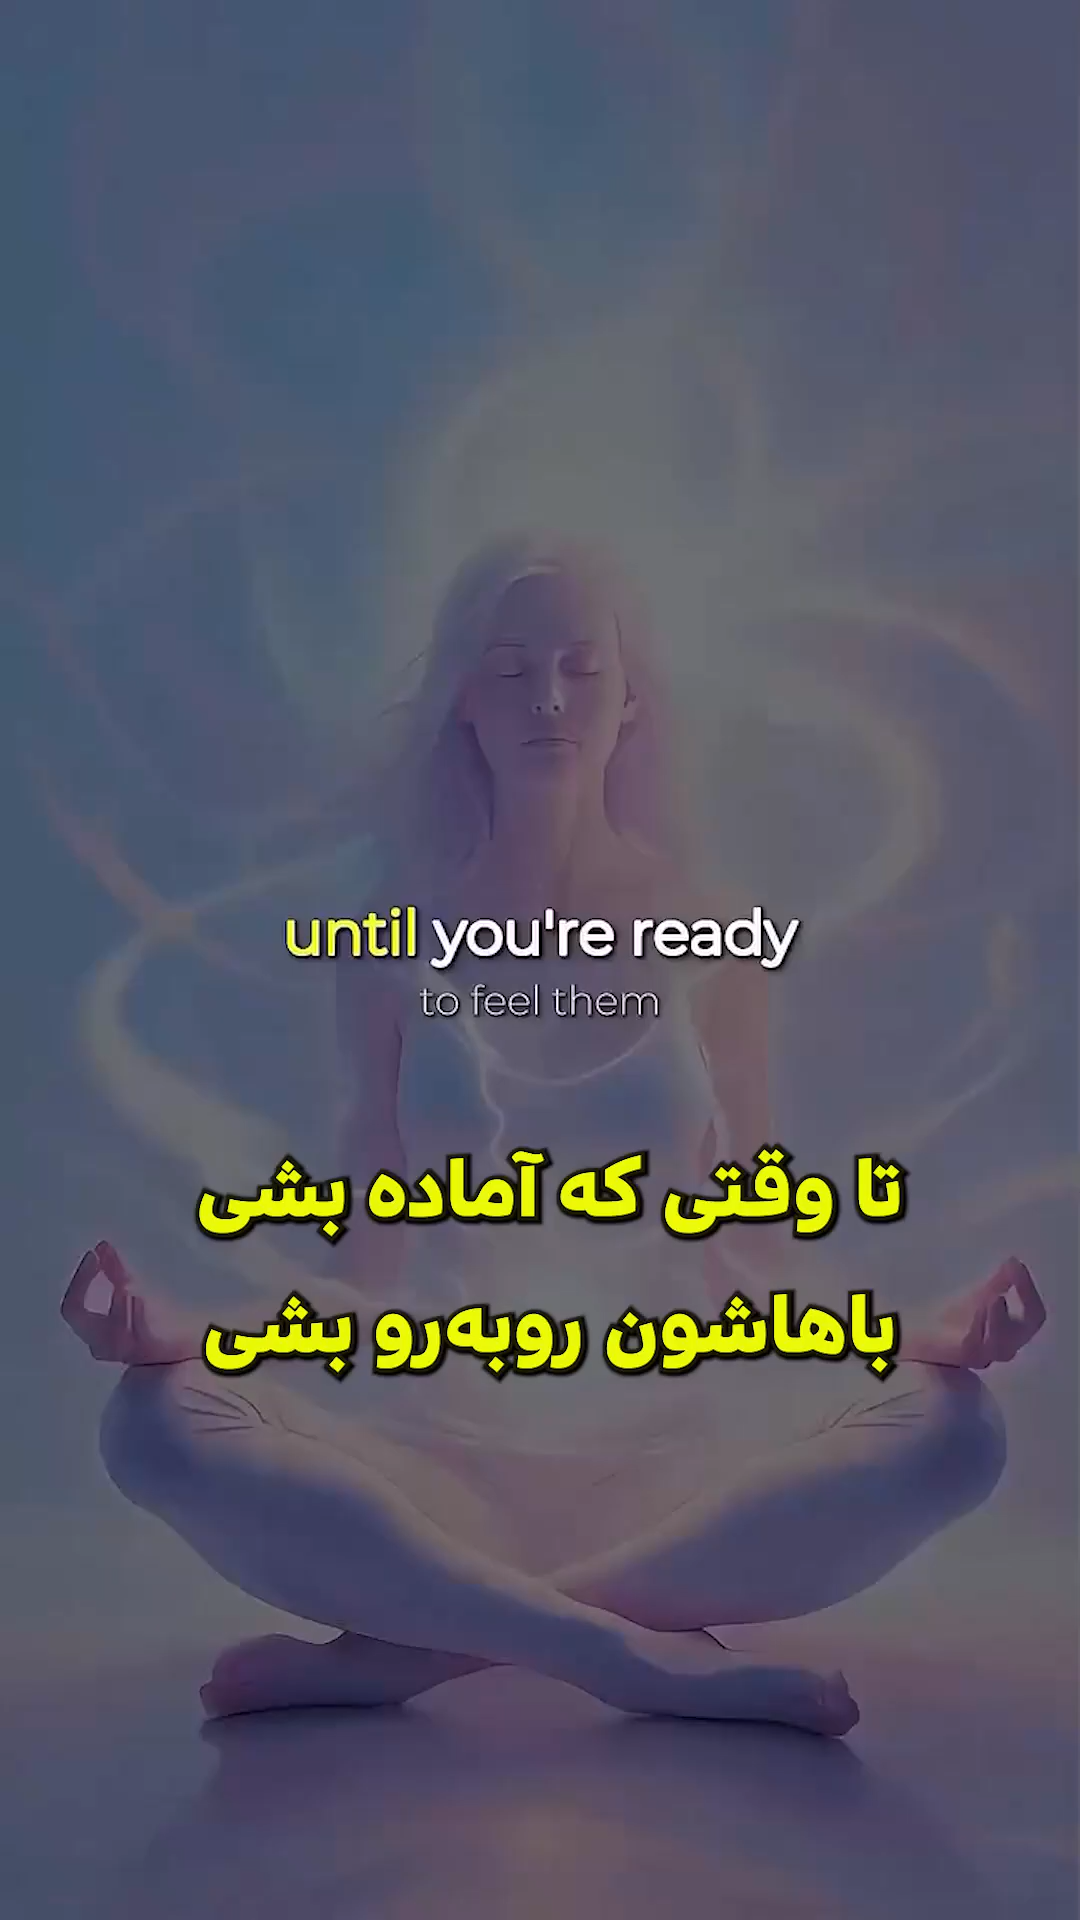 until you're ready
to feel them
تا وقتی که آماده بشی
باهاشون روبه‌رو بشی